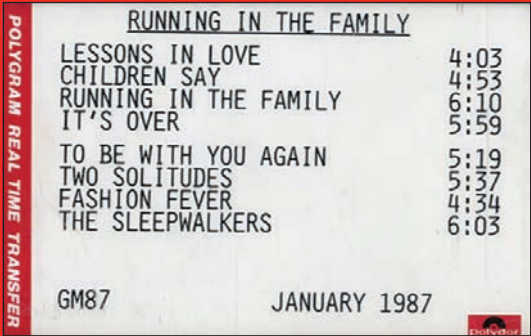 POLYGRAM REAL TIME TRANSFER
RUNNING IN THE FAMILY
LESSONS IN LOVE 4:03
CHILDREN SAY 4:53
RUNNING IN THE FAMILY 6:10
IT'S OVER 5:59
TO BE WITH YOU AGAIN 5:19
TWO SOLITUDES 5:37
FASHION FEVER 4:34
THE SLEEPWALKERS 6:03
GM87 JANUARY 1987
polydor